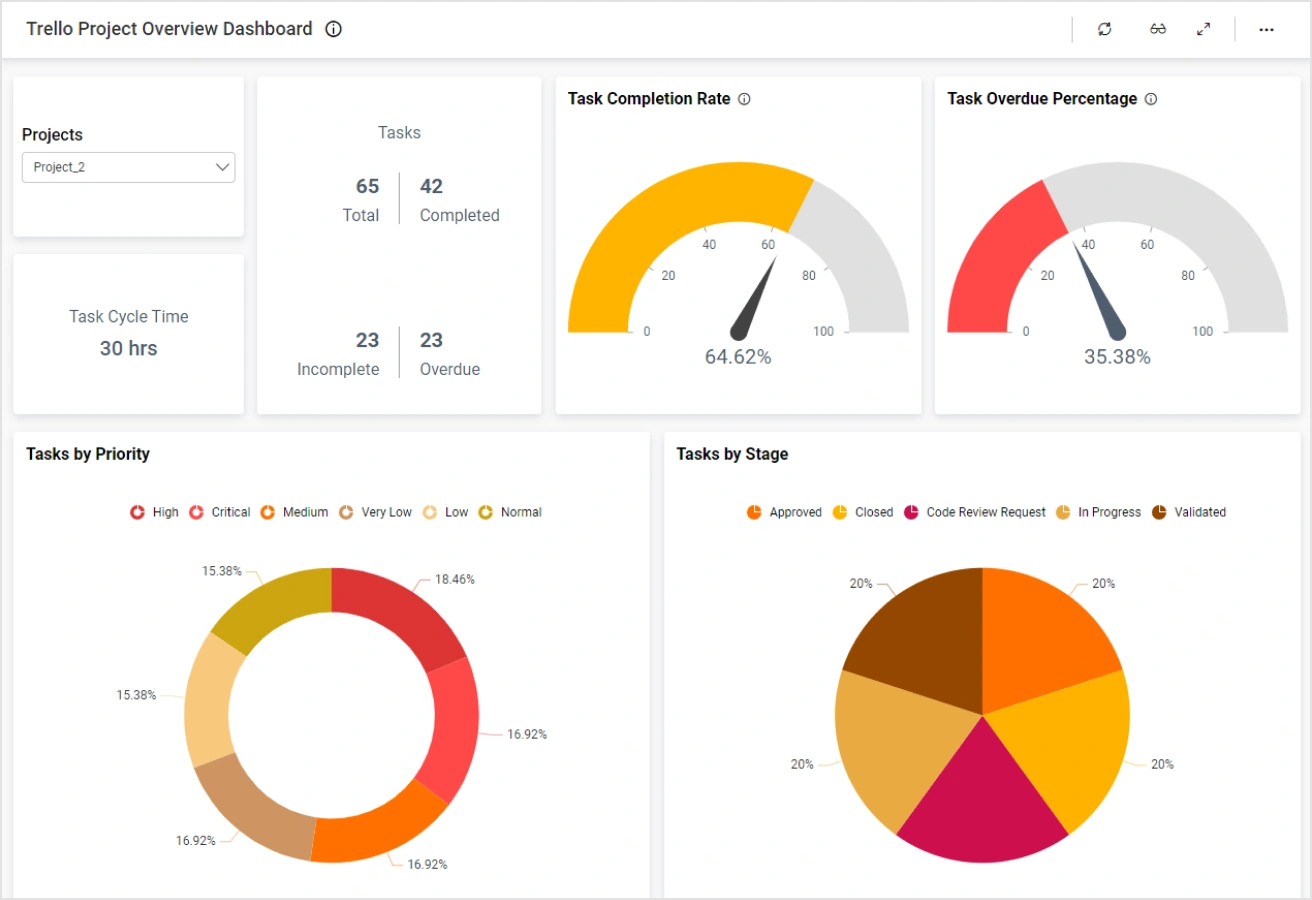 Trello Project Overview Dashboard
Projects
Project_2
Task Cycle Time
30 hrs
Tasks
65 42
Total Completed
23 23
Incomplete Overdue
Task Completion Rate
0 20 40 60 80 100
64.62%
Task Overdue Percentage
0 20 40 60 80 100
35.38%
Tasks by Priority
High Critical Medium Very Low Low Normal
15.38%
18.46%
15.38%
16.92%
16.92%
16.92%
Tasks by Stage
Approved Closed Code Review Request In Progress Validated
20%
20%
20%
20%